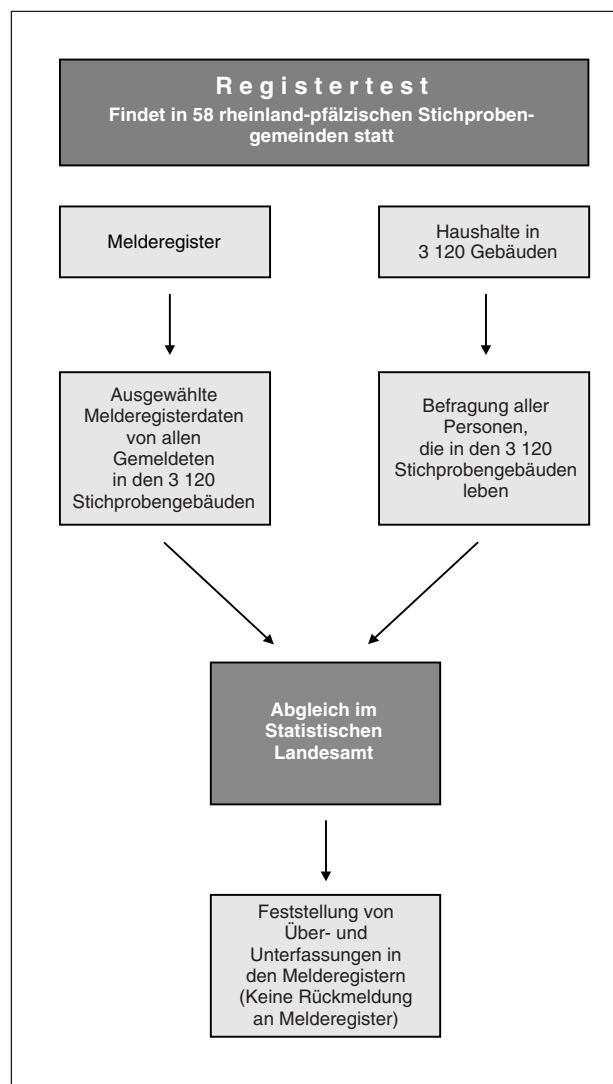 Registertest
Findet in 58 rheinland-pfälzischen Stichproben-
gemeinden statt
Melderegister
Haushalte in
3 120 Gebäuden
Ausgewählte
Melderegisterdaten
von allen
Gemeldeten
in den 3 120
Stichprobengebäuden
Befragung aller
Personen,
die in den 3 120
Stichprobengebäuden
leben
Abgleich im
Statistischen
Landesamt
Feststellung von
Über- und
Unterfassungen in
den Melderegistern
(Keine Rückmeldung
an Melderegister)